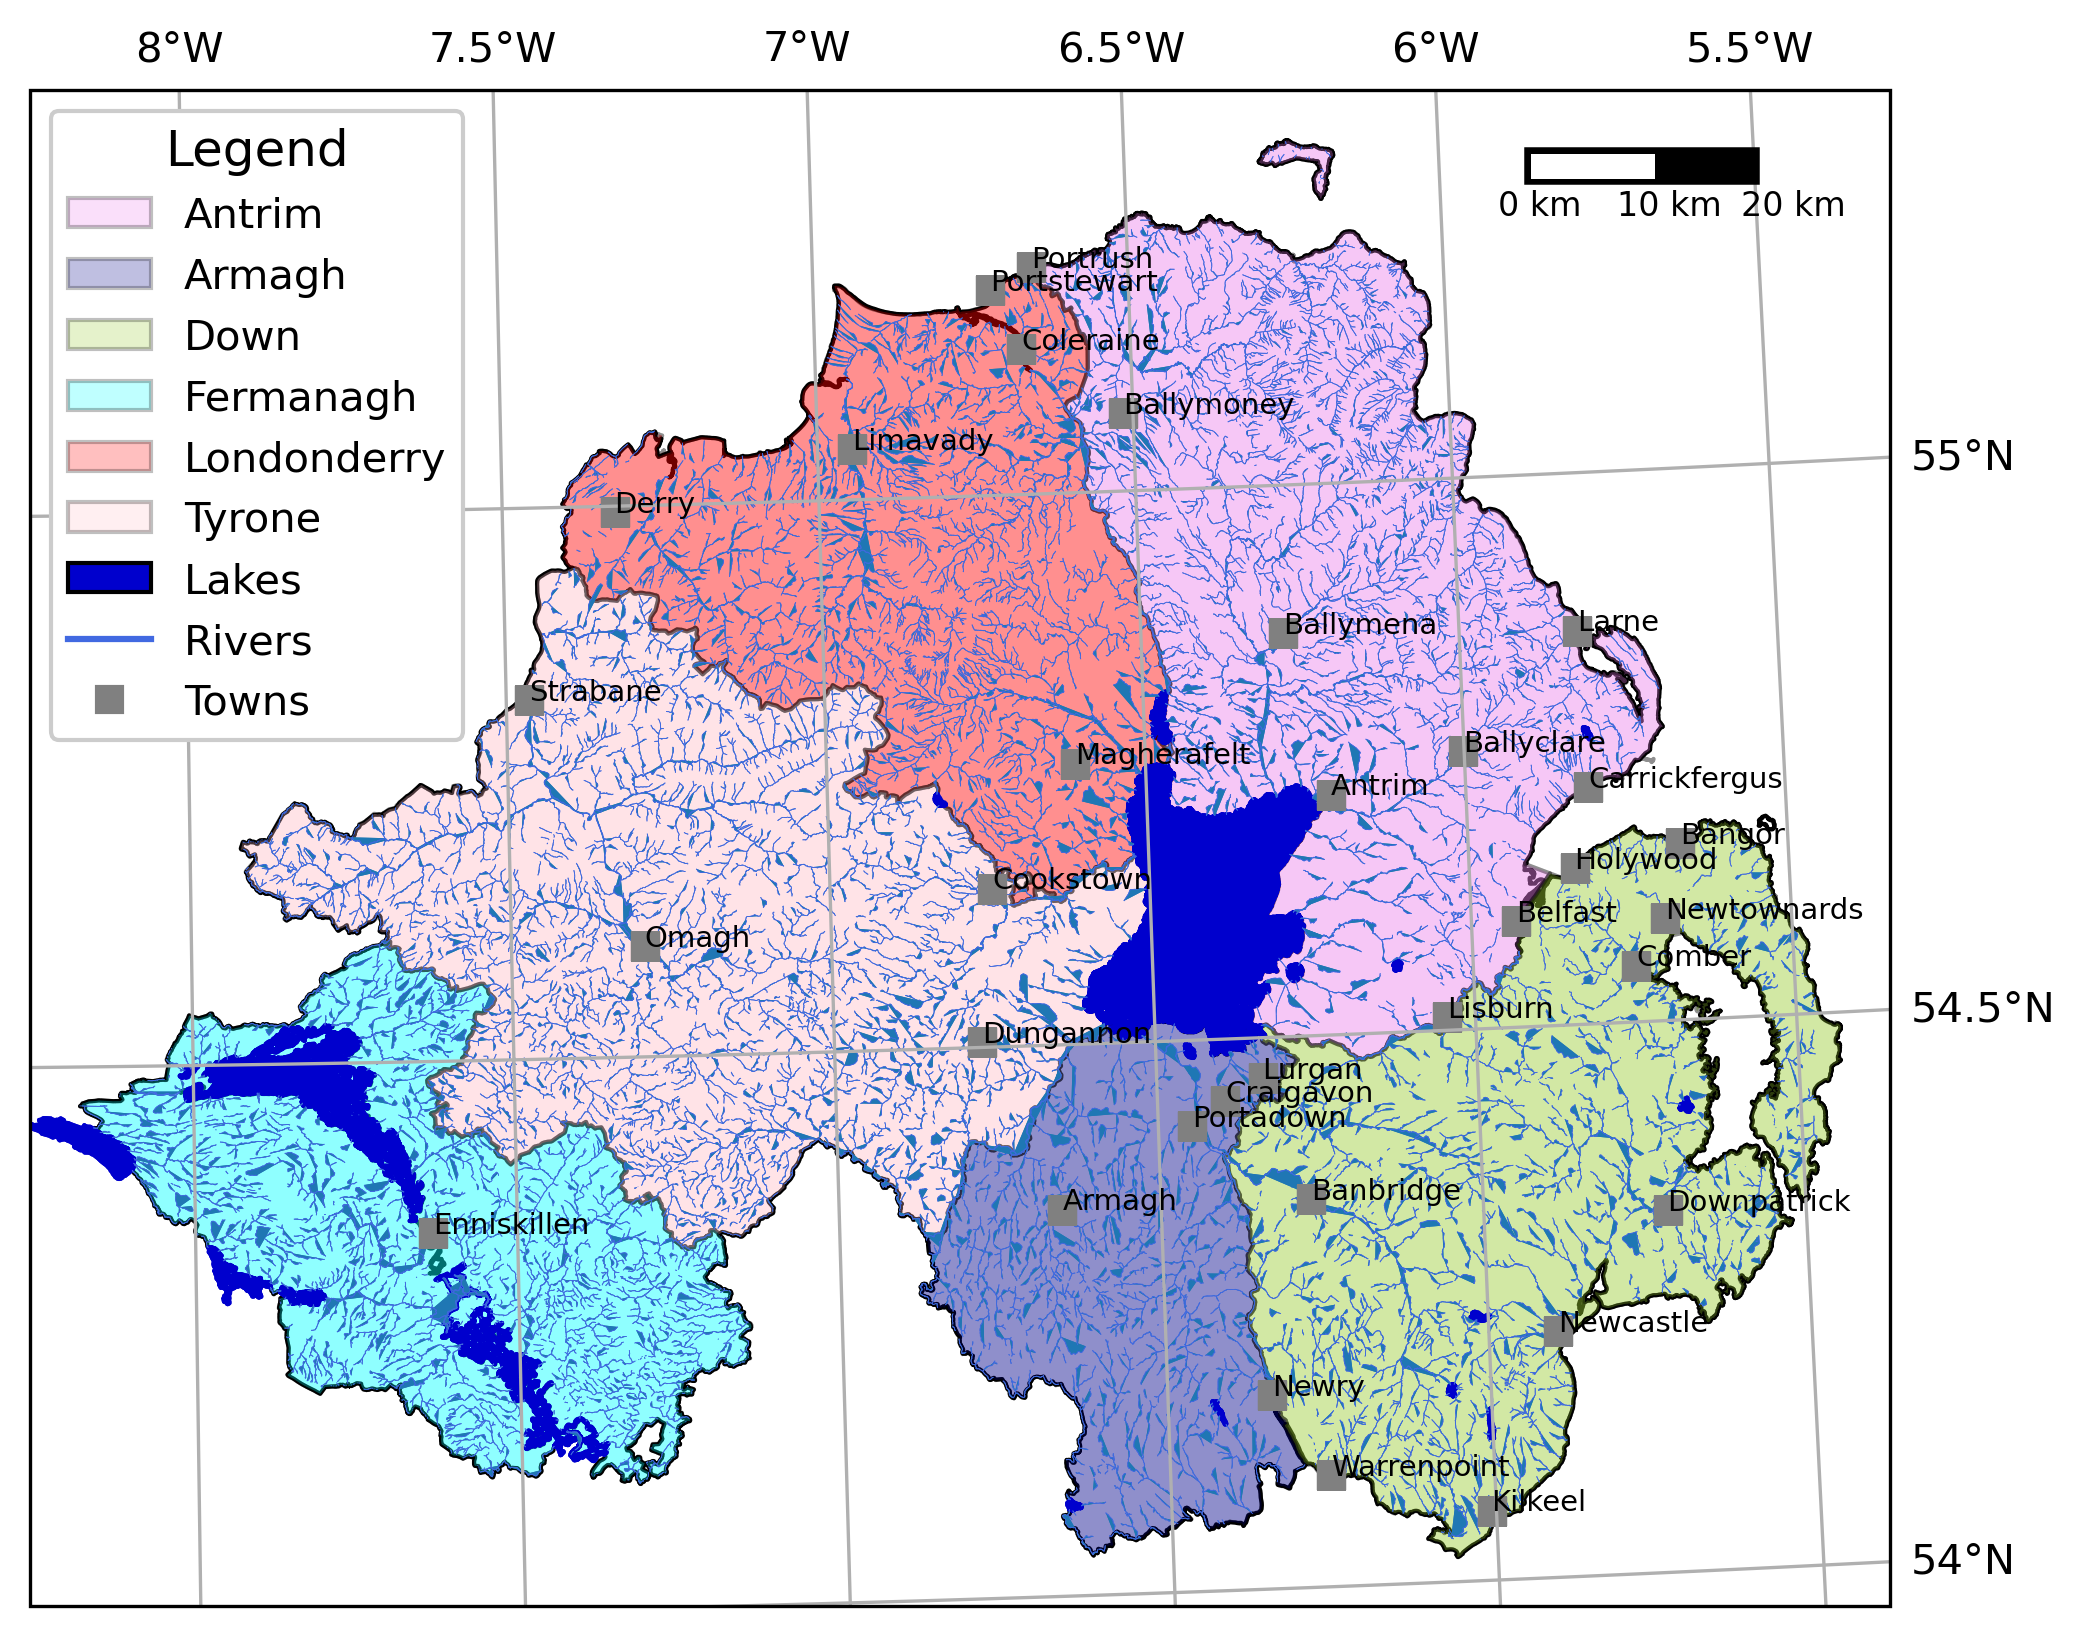 8°W 7.5°W 7°W 6.5°W 6°W 5.5°W
Legend
Antrim
Armagh
Down
Fermanagh
Londonderry
Tyrone
Lakes
Rivers
Towns
0 km 10 km 20 km
Portrush
Portstewart
Coleraine
Ballymoney
Limavady
55°N
Derry
Ballymena
Larne
Strabane
Ballyclare
Magherafelt
Carrickfergus
Antrim
Bangor
Holywood
Cookstown
Newtownards
Belfast
Omagh
Comber
54.5°N
Lisburn
Dungannon
Lurgan
Craigavon
Portadown
Banbridge
Armagh
Downpatrick
Enniskillen
Newcastle
Newry
Warrenpoint
Kilkeel
54°N